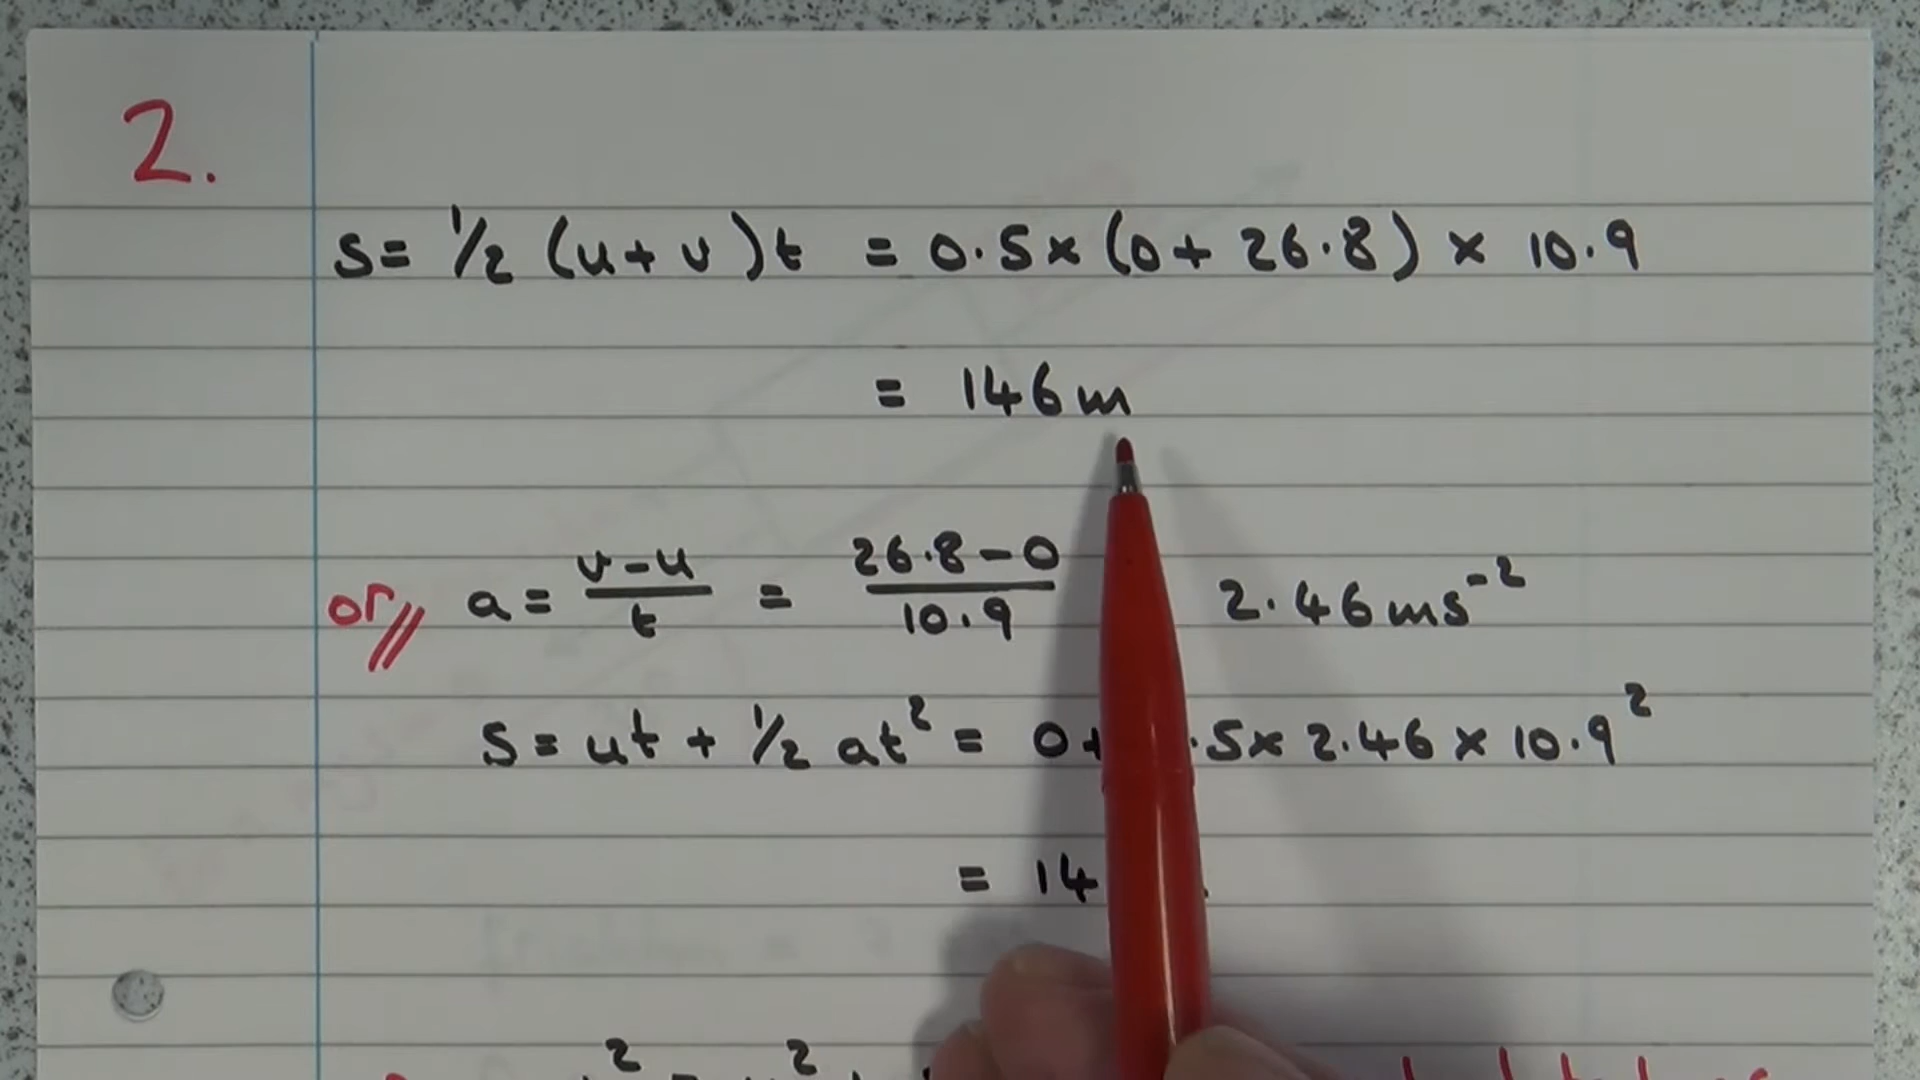 2.
s = 1/2 (u + v)t = 0.5 × (0 + 26.8) × 10.9
= 146 m
or // a = (v - u)/t = (26.8 - 0)/10.9 2.46 ms⁻²
s = ut + 1/2 at² = 0 + .5 × 2.46 × 10.9²
= 14